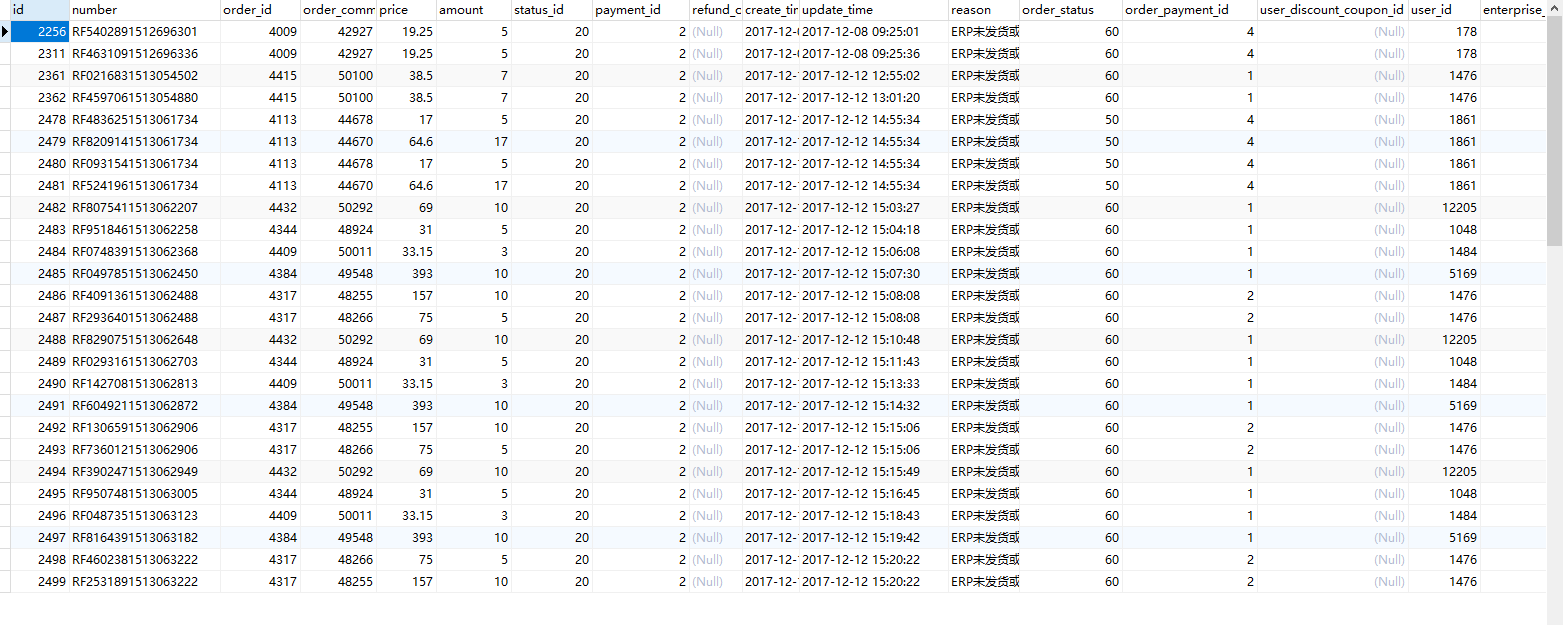 id number order_id order_comm price amount status_id payment_id refund_c create_tin update_time reason order_status order_payment_id user_discount_coupon_id user_id enterprise_
2256 RF5402891512696301 4009 42927 19.25 5 20 2 (Null) 2017-12-0 2017-12-08 09:25:01 ERP未发货或 60 4 (Null) 178
2311 RF4631091512696336 4009 42927 19.25 5 20 2 (Null) 2017-12-0 2017-12-08 09:25:36 ERP未发货或 60 4 (Null) 178
2361 RF0216831513054502 4415 50100 38.5 7 20 2 (Null) 2017-12- 2017-12-12 12:55:02 ERP未发货或 60 1 (Null) 1476
2362 RF4597061513054880 4415 50100 38.5 7 20 2 (Null) 2017-12- 2017-12-12 13:01:20 ERP未发货或 60 1 (Null) 1476
2478 RF4836251513061734 4113 44678 17 5 20 2 (Null) 2017-12- 2017-12-12 14:55:34 ERP未发货或 50 4 (Null) 1861
2479 RF8209141513061734 4113 44670 64.6 17 20 2 (Null) 2017-12- 2017-12-12 14:55:34 ERP未发货或 50 4 (Null) 1861
2480 RF0931541513061734 4113 44678 17 5 20 2 (Null) 2017-12- 2017-12-12 14:55:34 ERP未发货或 50 4 (Null) 1861
2481 RF5241961513061734 4113 44670 64.6 17 20 2 (Null) 2017-12- 2017-12-12 14:55:34 ERP未发货或 50 4 (Null) 1861
2482 RF8075411513062207 4432 50292 69 10 20 2 (Null) 2017-12- 2017-12-12 15:03:27 ERP未发货或 60 1 (Null) 12205
2483 RF9518461513062258 4344 48924 31 5 20 2 (Null) 2017-12- 2017-12-12 15:04:18 ERP未发货或 60 1 (Null) 1048
2484 RF0748391513062368 4409 50011 33.15 3 20 2 (Null) 2017-12- 2017-12-12 15:06:08 ERP未发货或 60 1 (Null) 1484
2485 RF0497851513062450 4384 49548 393 10 20 2 (Null) 2017-12- 2017-12-12 15:07:30 ERP未发货或 60 1 (Null) 5169
2486 RF4091361513062488 4317 48255 157 10 20 2 (Null) 2017-12- 2017-12-12 15:08:08 ERP未发货或 60 2 (Null) 1476
2487 RF2936401513062488 4317 48266 75 5 20 2 (Null) 2017-12- 2017-12-12 15:08:08 ERP未发货或 60 2 (Null) 1476
2488 RF8290751513062648 4432 50292 69 10 20 2 (Null) 2017-12- 2017-12-12 15:10:48 ERP未发货或 60 1 (Null) 12205
2489 RF0293161513062703 4344 48924 31 5 20 2 (Null) 2017-12- 2017-12-12 15:11:43 ERP未发货或 60 1 (Null) 1048
2490 RF1427081513062813 4409 50011 33.15 3 20 2 (Null) 2017-12- 2017-12-12 15:13:33 ERP未发货或 60 1 (Null) 1484
2491 RF6049211513062872 4384 49548 393 10 20 2 (Null) 2017-12- 2017-12-12 15:14:32 ERP未发货或 60 1 (Null) 5169
2492 RF1306591513062906 4317 48255 157 10 20 2 (Null) 2017-12- 2017-12-12 15:15:06 ERP未发货或 60 2 (Null) 1476
2493 RF7360121513062906 4317 48266 75 5 20 2 (Null) 2017-12- 2017-12-12 15:15:06 ERP未发货或 60 2 (Null) 1476
2494 RF3902471513062949 4432 50292 69 10 20 2 (Null) 2017-12- 2017-12-12 15:15:49 ERP未发货或 60 1 (Null) 12205
2495 RF9507481513063005 4344 48924 31 5 20 2 (Null) 2017-12- 2017-12-12 15:16:45 ERP未发货或 60 1 (Null) 1048
2496 RF0487351513063123 4409 50011 33.15 3 20 2 (Null) 2017-12- 2017-12-12 15:18:43 ERP未发货或 60 1 (Null) 1484
2497 RF8164391513063182 4384 49548 393 10 20 2 (Null) 2017-12- 2017-12-12 15:19:42 ERP未发货或 60 1 (Null) 5169
2498 RF4602381513063222 4317 48266 75 5 20 2 (Null) 2017-12- 2017-12-12 15:20:22 ERP未发货或 60 2 (Null) 1476
2499 RF2531891513063222 4317 48255 157 10 20 2 (Null) 2017-12- 2017-12-12 15:20:22 ERP未发货或 60 2 (Null) 1476